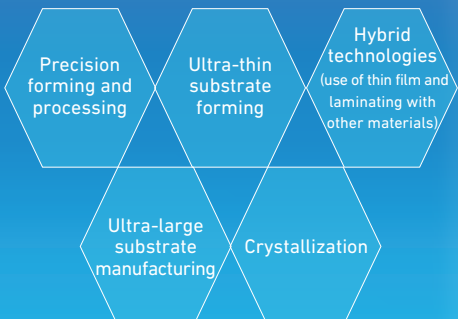 Precision
forming and
processing
Ultra-thin
substrate
forming
Hybrid
technologies
(use of thin film and
laminating with
other materials)
Ultra-large
substrate
manufacturing
Crystallization